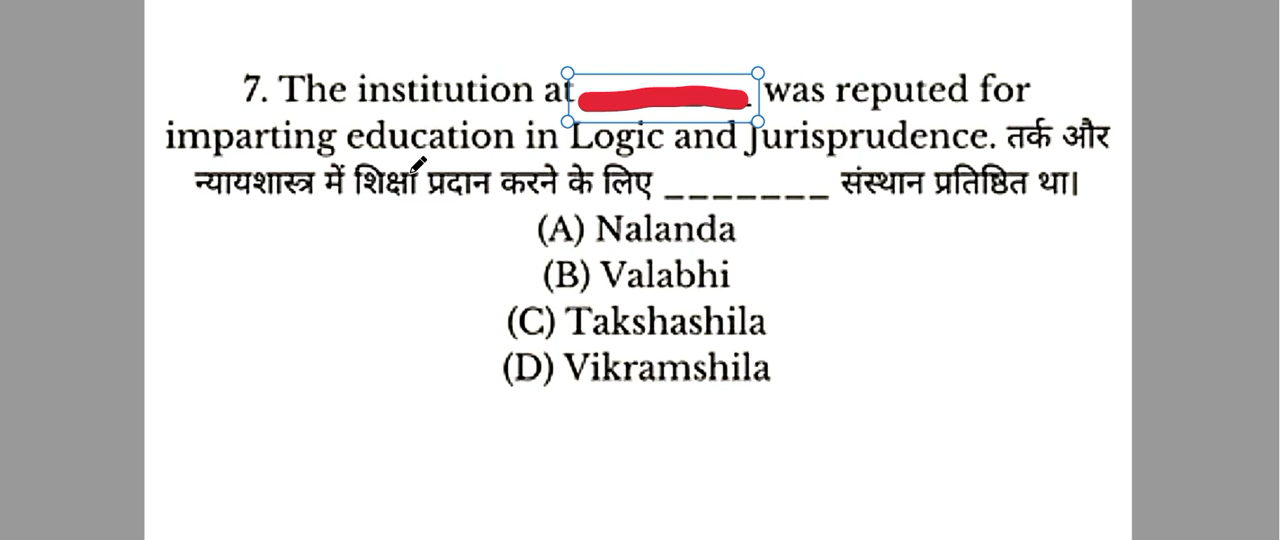 7. The institution at _ was reputed for
imparting education in Logic and Jurisprudence. तर्क और
न्यायशास्त्र में शिक्षा प्रदान करने के लिए _______ संस्थान प्रतिष्ठित था।
(A) Nalanda
(B) Valabhi
(C) Takshashila
(D) Vikramshila